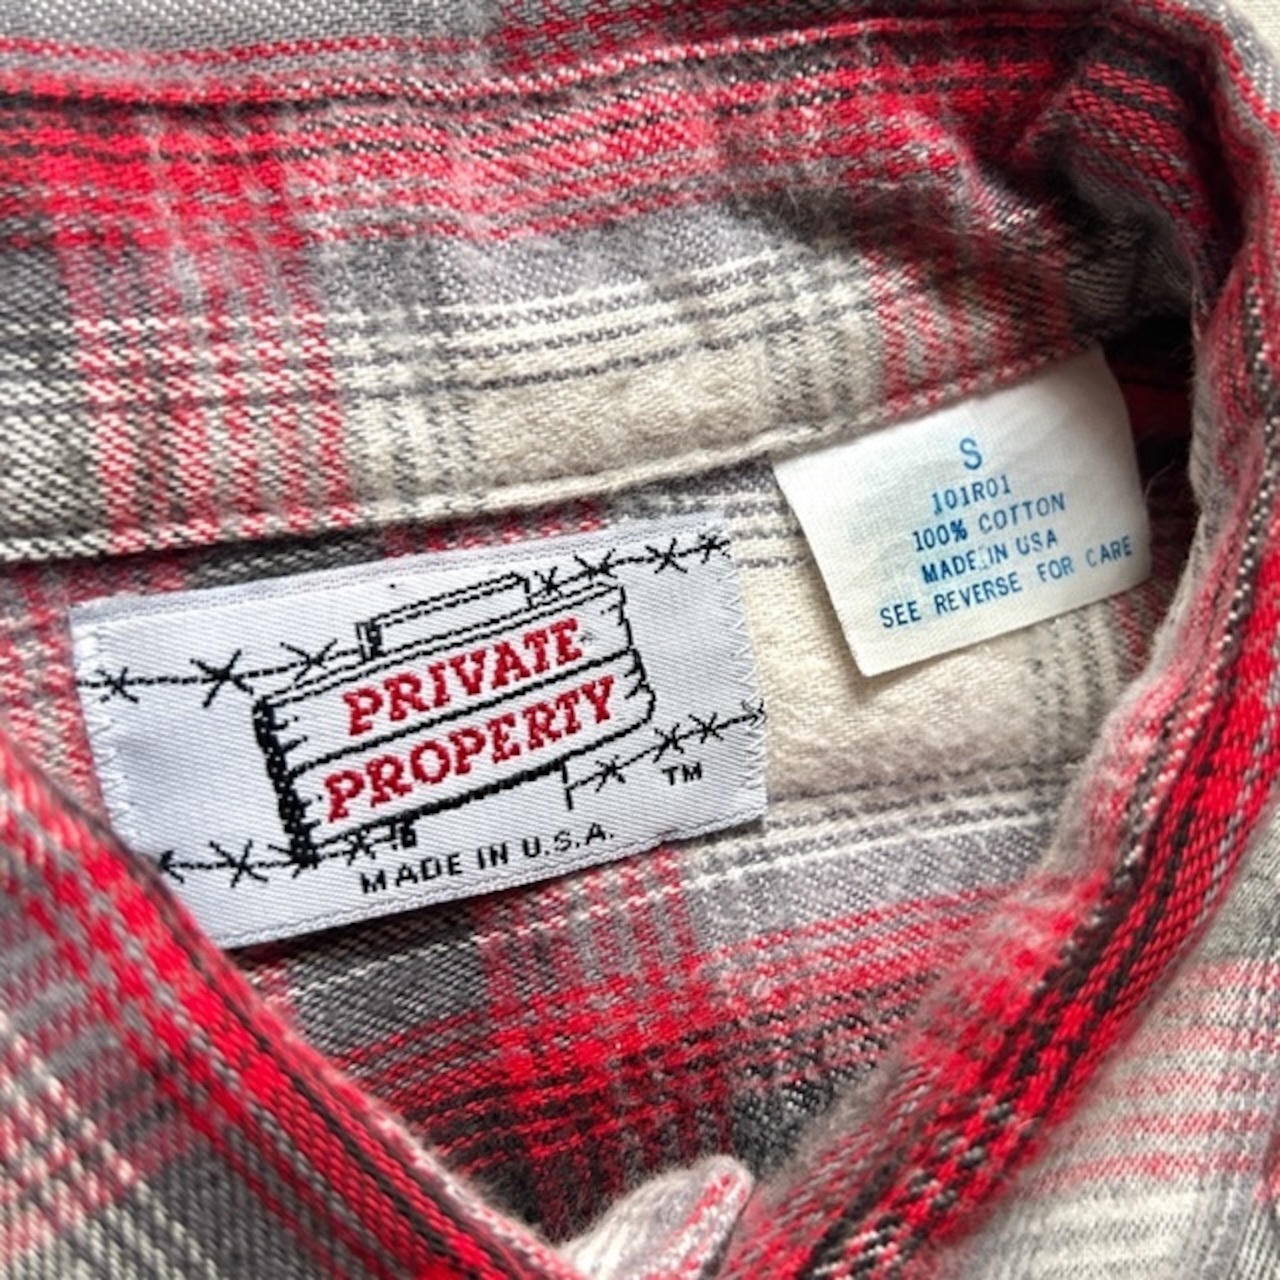 S
101R01
100% COTTON
MADE IN USA
SEE REVERSE FOR CARE
PRIVATE
PROPERTY
TM
MADE IN U.S.A.